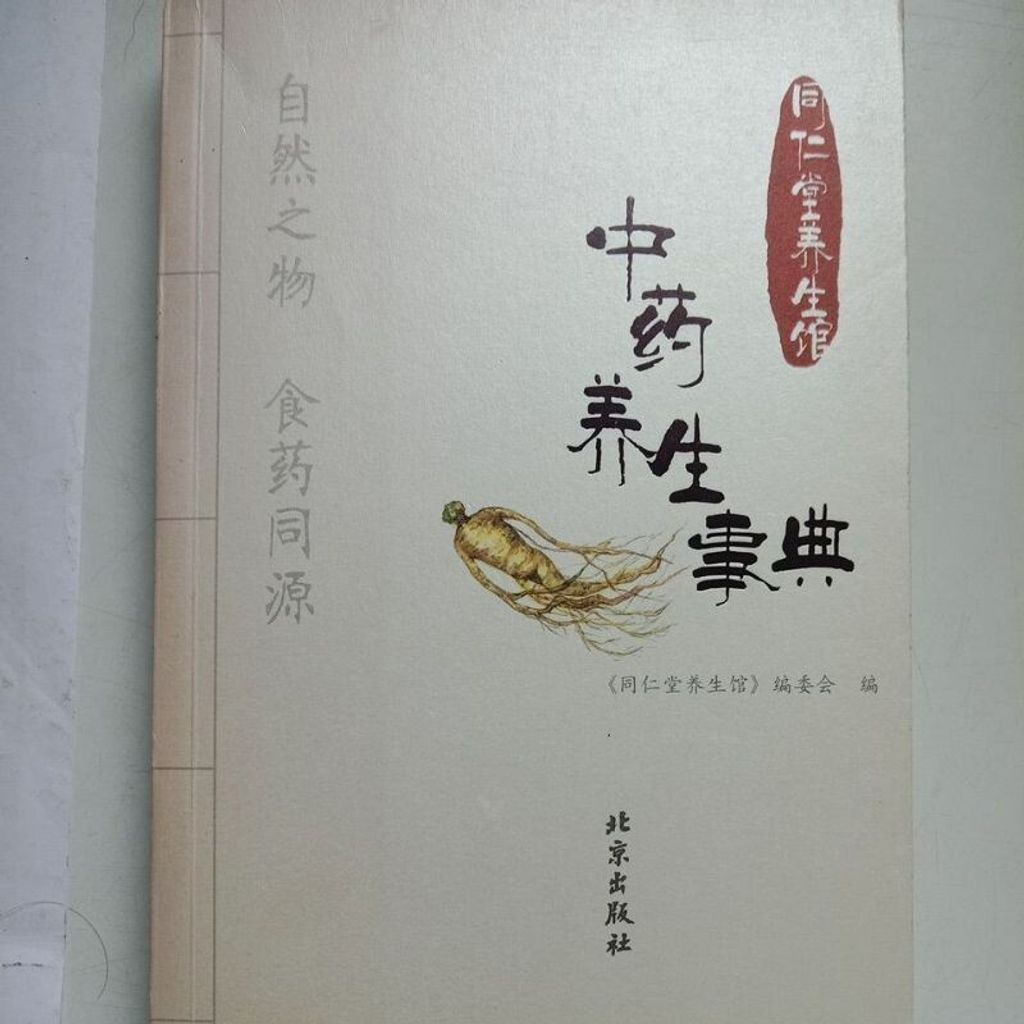 同仁堂养生馆
中药养生事典
自然之物 食药同源
《同仁堂养生馆》编委会 编
北京出版社